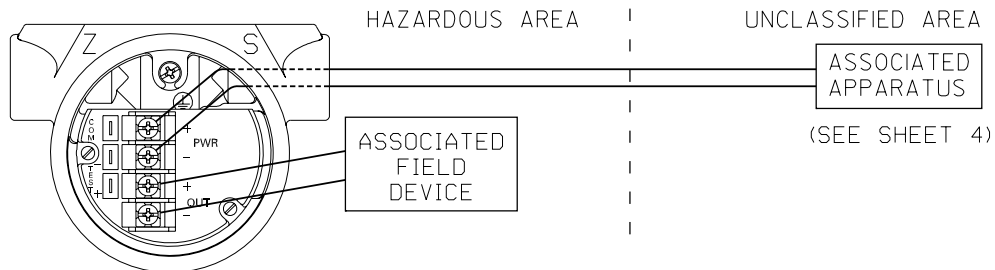 HAZARDOUS AREA
UNCLASSIFIED AREA
Z
S
ASSOCIATED
APPARATUS
(SEE SHEET 4)
COM
+
PWR
-
ASSOCIATED
FIELD
DEVICE
-
TEST
+
+
OUT
-